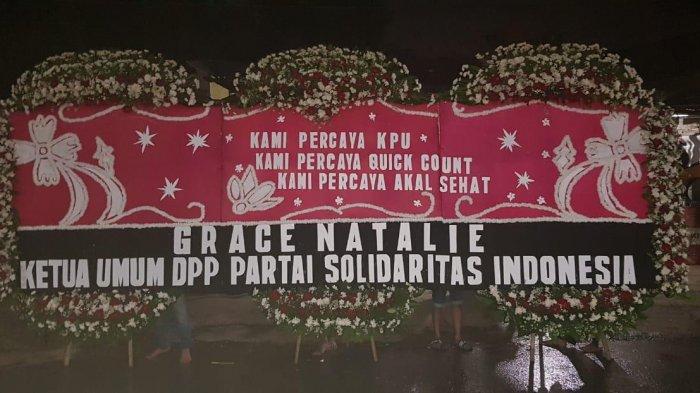 KAMI PERCAYA KPU
KAMI PERCAYA QUICK COUNT
KAMI PERCAYA AKAL SEHAT
GRACE NATALIE
KETUA UMUM DPP PARTAI SOLIDARITAS INDONESIA